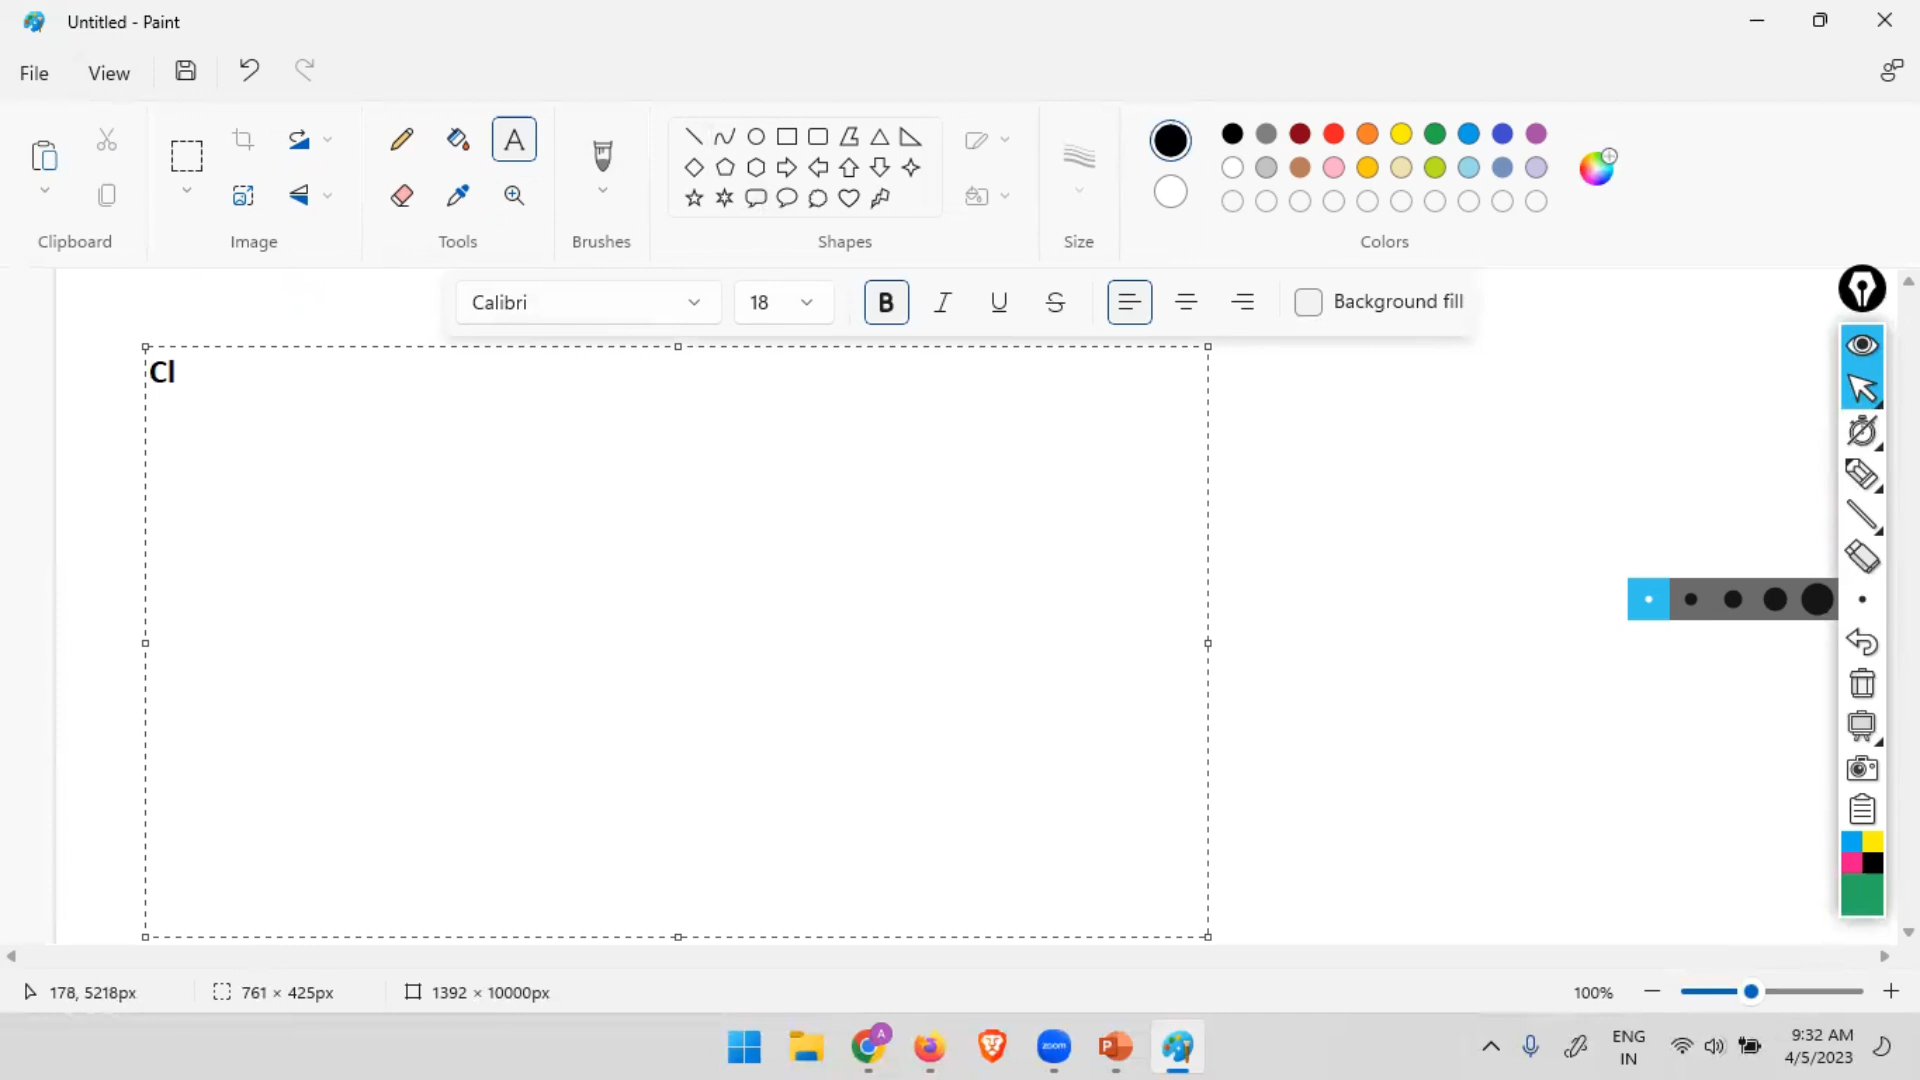 Untitled - Paint
File View
Clipboard Image Tools Brushes Shapes Size Colors
Calibri 18 B I U S Background fill
Cl
178, 5218px 761 × 425px 1392 × 10000px 100%
A zoom P ENG 9:32 AM
IN 4/5/2023